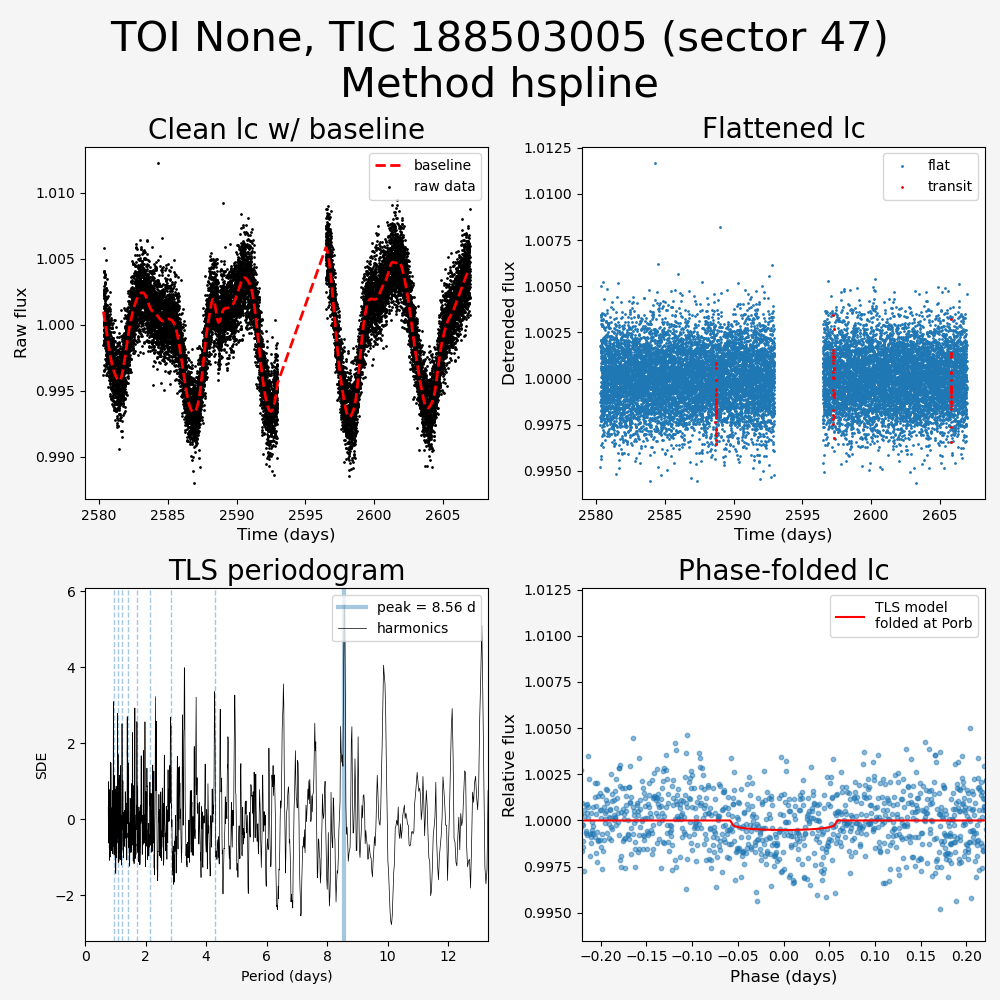 TOI None, TIC 188503005 (sector 47)
Method hspline
Clean lc w/ baseline
baseline
raw data
1.010
1.005
1.000
0.995
0.990
Raw flux
2580
2585
2590
2595
2600
2605
Time (days)
Flattened lc
flat
transit
1.0125
1.0100
1.0075
1.0050
1.0025
1.0000
0.9975
0.9950
Detrended flux
2580
2585
2590
2595
2600
2605
Time (days)
TLS periodogram
peak = 8.56 d
harmonics
6
4
2
0
−2
SDE
0
2
4
6
8
10
12
Period (days)
Phase-folded lc
TLS model
folded at Porb
1.0125
1.0100
1.0075
1.0050
1.0025
1.0000
0.9975
0.9950
Relative flux
−0.20
−0.15
−0.10
−0.05
0.00
0.05
0.10
0.15
0.20
Phase (days)